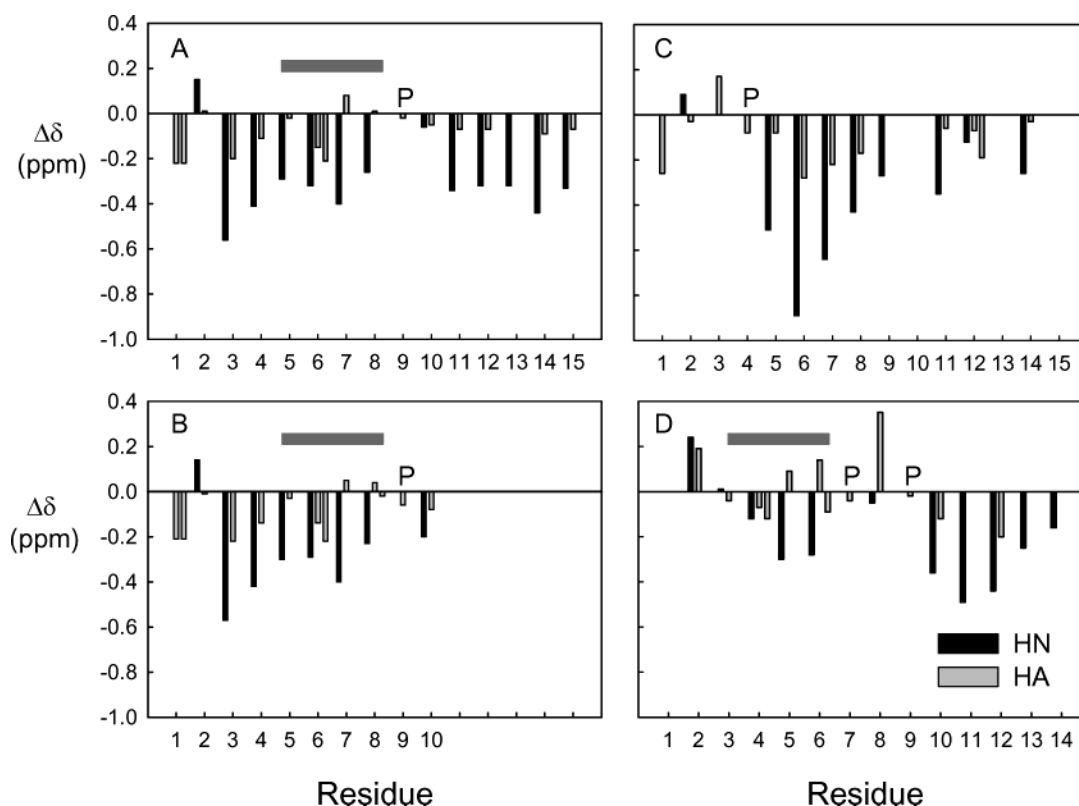 A
0.4
0.2
0.0
-0.2
-0.4
-0.6
-0.8
-1.0
Δδ
(ppm)
P
1 2 3 4 5 6 7 8 9 10 11 12 13 14 15
C
P
1 2 3 4 5 6 7 8 9 10 11 12 13 14 15
B
0.4
0.2
0.0
-0.2
-0.4
-0.6
-0.8
-1.0
Δδ
(ppm)
P
1 2 3 4 5 6 7 8 9 10
Residue
D
P P
HN
HA
1 2 3 4 5 6 7 8 9 10 11 12 13 14
Residue